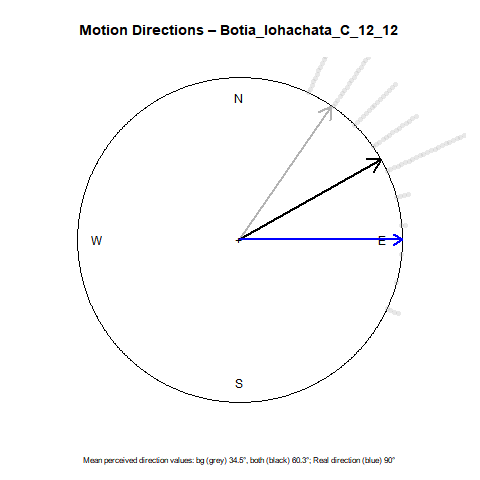 Motion Directions – Botia_lohachata_C_12_12
N
W
E
S
Mean perceived direction values: bg (grey) 34.5°, both (black) 60.3°; Real direction (blue) 90°